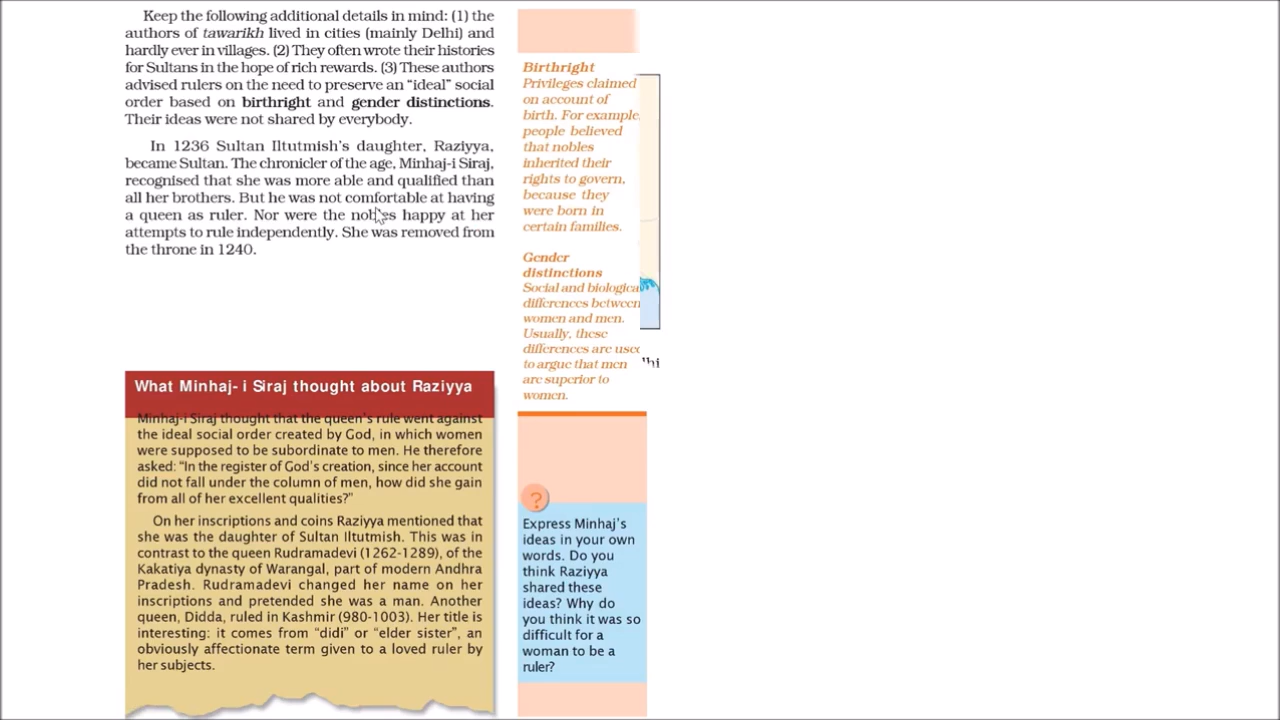 Keep the following additional details in mind: (1) the
authors of tawarikh lived in cities (mainly Delhi) and
hardly ever in villages. (2) They often wrote their histories
for Sultans in the hope of rich rewards. (3) These authors
advised rulers on the need to preserve an “ideal” social
order based on birthright and gender distinctions.
Their ideas were not shared by everybody.
In 1236 Sultan Iltutmish’s daughter, Raziyya,
became Sultan. The chronicler of the age, Minhaj-i Siraj,
recognised that she was more able and qualified than
all her brothers. But he was not comfortable at having
a queen as ruler. Nor were the nobles happy at her
attempts to rule independently. She was removed from
the throne in 1240.
What Minhaj- i Siraj thought about Raziyya
Minhaj-i Siraj thought that the queen’s rule went against
the ideal social order created by God, in which women
were supposed to be subordinate to men. He therefore
asked: “In the register of God’s creation, since her account
did not fall under the column of men, how did she gain
from all of her excellent qualities?”
On her inscriptions and coins Raziyya mentioned that
she was the daughter of Sultan Iltutmish. This was in
contrast to the queen Rudramadevi (1262-1289), of the
Kakatiya dynasty of Warangal, part of modern Andhra
Pradesh. Rudramadevi changed her name on her
inscriptions and pretended she was a man. Another
queen, Didda, ruled in Kashmir (980-1003). Her title is
interesting: it comes from “didi” or “elder sister”, an
obviously affectionate term given to a loved ruler by
her subjects.
Birthright
Privileges claimed
on account of
birth. For example,
people believed
that nobles
inherited their
rights to govern,
because they
were born in
certain families.
Gender
distinctions
Social and biologica
differences between
women and men.
Usually, these
differences are used
to argue that men
are superior to
women.
?
Express Minhaj’s
ideas in your own
words. Do you
think Raziyya
shared these
ideas? Why do
you think it was so
difficult for a
woman to be a
ruler?